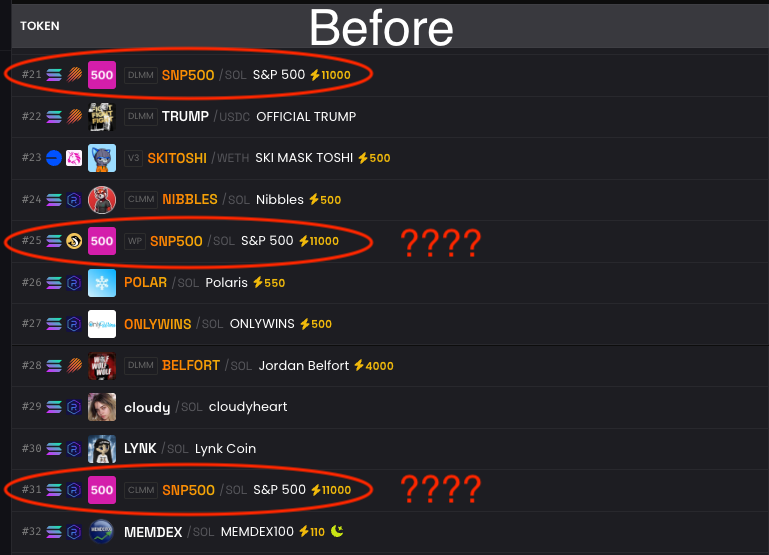 TOKEN Before
#21 500 DLMM SNP500 /SOL S&P 500 ⚡11000
#22 DLMM TRUMP /USDC OFFICIAL TRUMP
#23 V3 SKITOSHI /WETH SKI MASK TOSHI ⚡500
#24 CLMM NIBBLES /SOL Nibbles ⚡500
#25 500 WP SNP500 /SOL S&P 500 ⚡11000 ????
#26 POLAR /SOL Polaris ⚡550
#27 ONLYWINS /SOL ONLYWINS ⚡500
#28 DLMM BELFORT /SOL Jordan Belfort ⚡4000
#29 cloudy /SOL cloudyheart
#30 LYNK /SOL Lynk Coin
#31 500 CLMM SNP500 /SOL S&P 500 ⚡11000 ????
#32 MEMDEX /SOL MEMDEX100 ⚡110